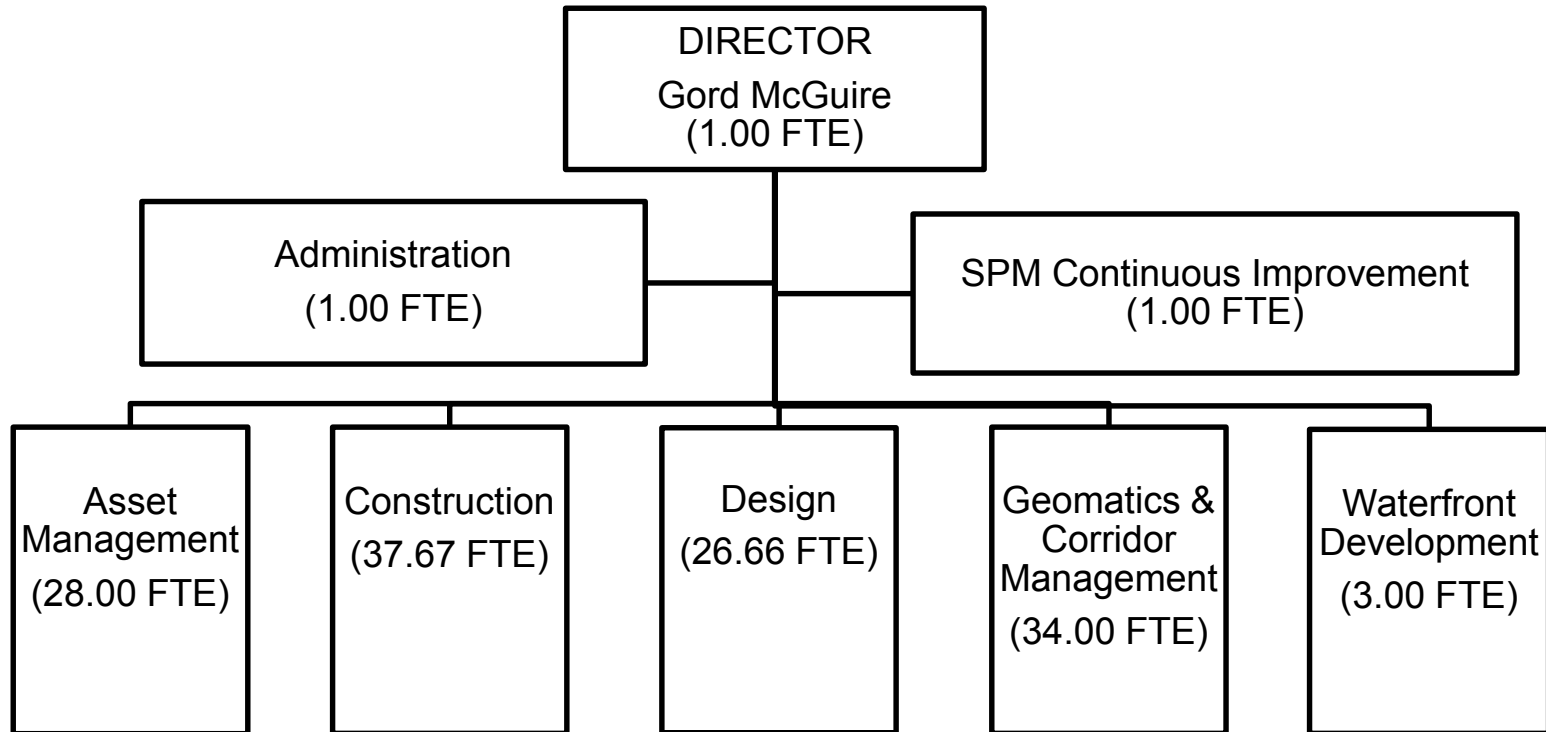 DIRECTOR
Gord McGuire
(1.00 FTE)
Administration
(1.00 FTE)
SPM Continuous Improvement
(1.00 FTE)
Asset
Management
(28.00 FTE)
Construction
(37.67 FTE)
Design
(26.66 FTE)
Geomatics &
Corridor
Management
(34.00 FTE)
Waterfront
Development
(3.00 FTE)